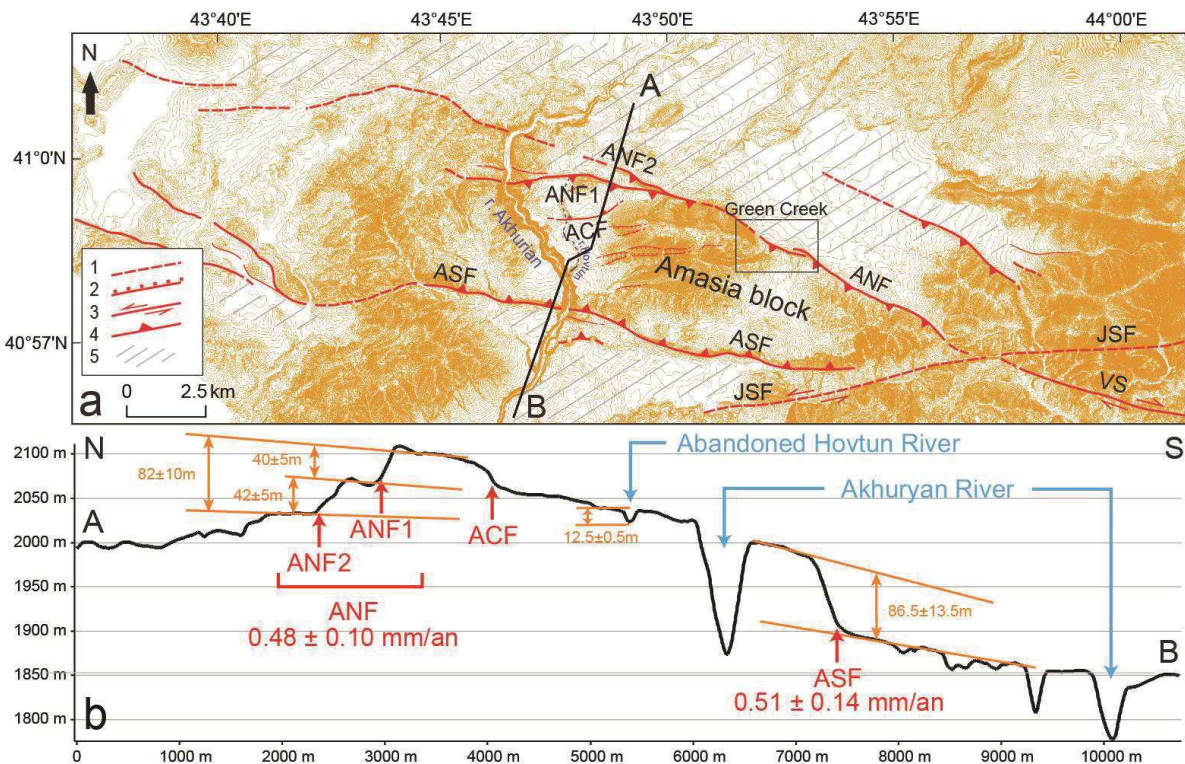 43°40'E 43°45'E 43°50'E 43°55'E 44°00'E
N
A
41°0'N
ANF2
ANF1
Green Creek
r. Akhurian
ACF
r. Hovtun
ASF
Amasia block
ANF
1
2
3
4
5
40°57'
ASF
JSF
JSF
VS
0 2.5 km
a
B
N
S
2100 m
2050 m
2000 m
1950 m
1900 m
1850 m
1800 m
Abandoned Hovtun River
Akhuryan River
82±10m
40±5m
42±5m
A
ANF1
ACF
12.5±0.5m
ANF2
ANF
0.48 ± 0.10 mm/an
86.5±13.5m
ASF
0.51 ± 0.14 mm/an
B
b
0 1000 m 2000 m 3000 m 4000 m 5000 m 6000 m 7000 m 8000 m 9000 m 10000 m